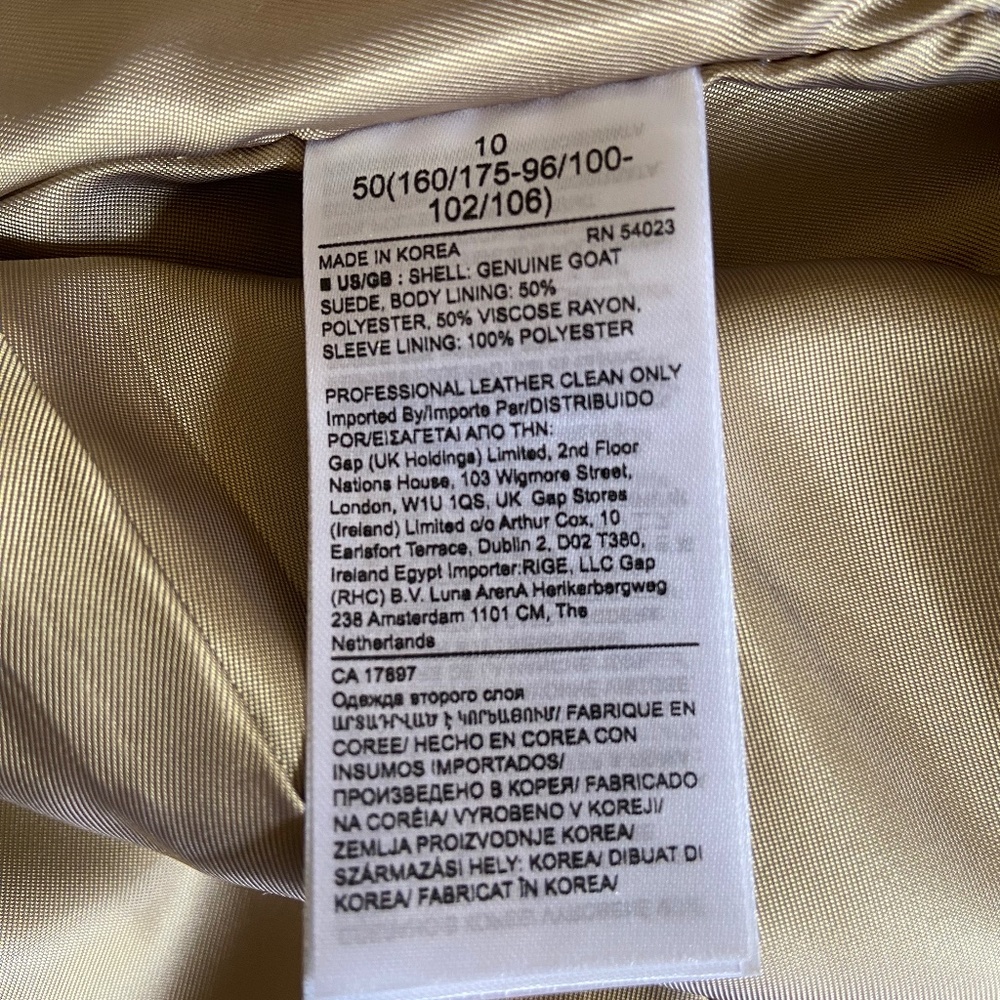 10
50(160/175-96/100-
102/106)
RN 54023
MADE IN KOREA
■ US/GB : SHELL: GENUINE GOAT
SUEDE, BODY LINING: 50%
POLYESTER, 50% VISCOSE RAYON,
SLEEVE LINING: 100% POLYESTER
PROFESSIONAL LEATHER CLEAN ONLY
Imported By/Importe Par/DISTRIBUIDO
POR/ΕΙΣΑΓΕΤΑΙ ΑΠΟ ΤΗΝ:
Gap (UK Holdings) Limited, 2nd Floor
Nations House, 103 Wigmore Street,
London, W1U 1QS, UK Gap Stores
(Ireland) Limited c/o Arthur Cox, 10
Earlsfort Terrace, Dublin 2, D02 T380,
Ireland Egypt Importer:RIGE, LLC Gap
(RHC) B.V. Luna ArenA Herikerbergweg
238 Amsterdam 1101 CM, The
Netherlands
CA 17897
Одежда второго слоя
ԱՐՏԱԴՐՎԱԾ Է ԿՈՐԵԱՅՈՒՄ/ FABRIQUE EN
COREE/ HECHO EN COREA CON
INSUMOS IMPORTADOS/
ПРОИЗВЕДЕНО В КОРЕЯ/ FABRICADO
NA CORÉIA/ VYROBENO V KOREJI/
ZEMLJA PROIZVODNJE KOREA/
SZÁRMAZÁSI HELY: KOREA/ DIBUAT DI
KOREA/ FABRICAT ÎN KOREA/